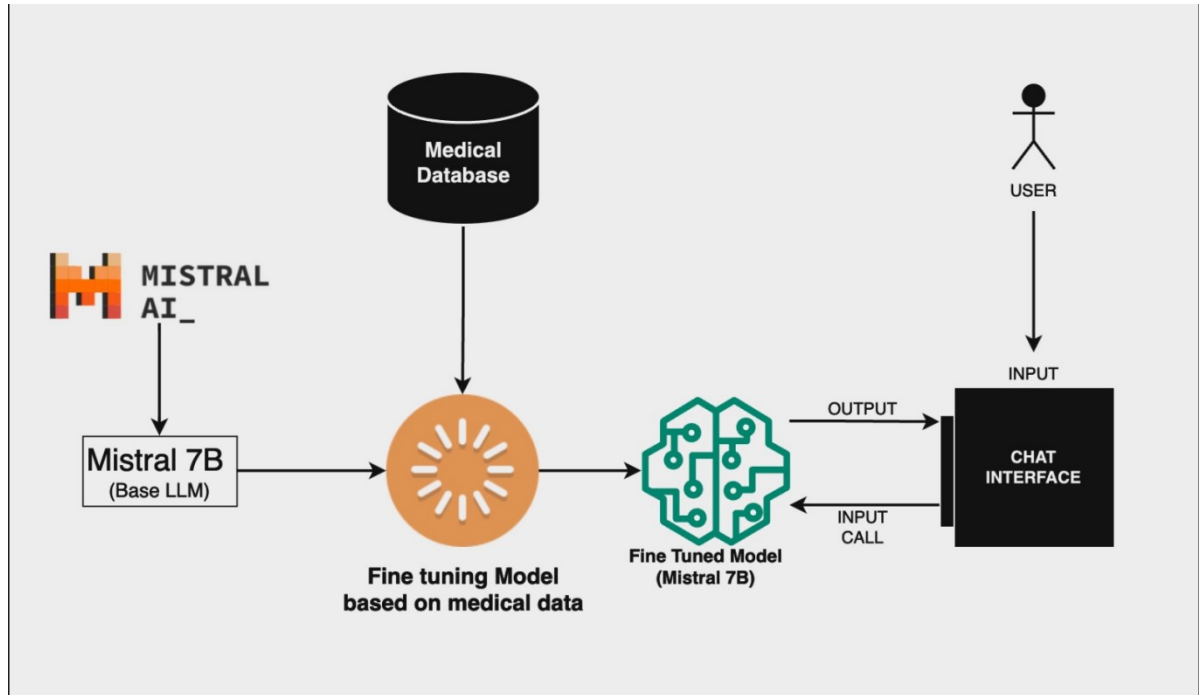 Medical
Database
USER
MISTRAL
AI_
INPUT
Mistral 7B
(Base LLM)
OUTPUT
CHAT
INTERFACE
INPUT
CALL
Fine Tuned Model
(Mistral 7B)
Fine tuning Model
based on medical data